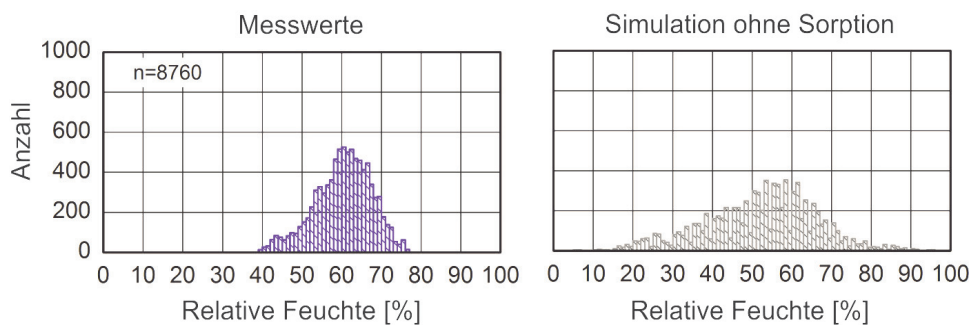 Messwerte
Simulation ohne Sorption
1000
800
600
400
200
0
Anzahl
n=8760
0 10 20 30 40 50 60 70 80 90 100
0 10 20 30 40 50 60 70 80 90 100
Relative Feuchte [%]
Relative Feuchte [%]